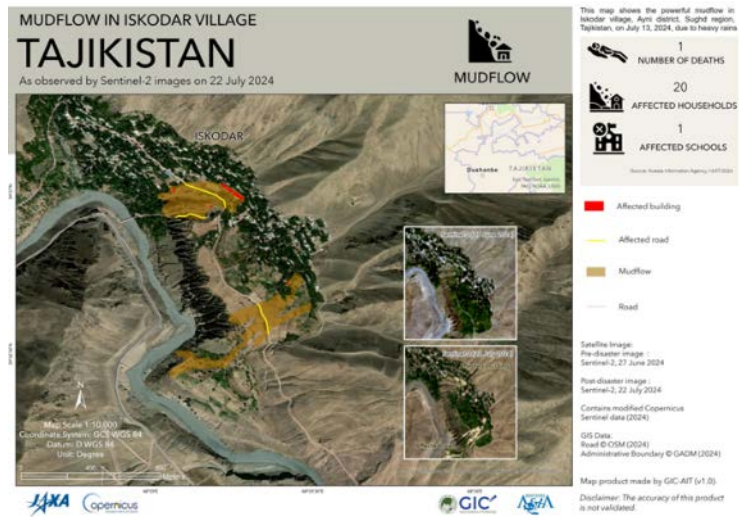 MUDFLOW IN ISKODAR VILLAGE
TAJIKISTAN
As observed by Sentinel-2 images on 22 July 2024
MUDFLOW
This map shows the powerful mudflow in
Iskodar village, Ayni district, Sughd region,
Tajikistan, on July 13, 2024, due to heavy rains
1
NUMBER OF DEATHS
20
AFFECTED HOUSEHOLDS
1
AFFECTED SCHOOLS
ISKODAR
Dushanbe
TAJIKISTAN
Affected building
Affected road
Mudflow
Road
Satellite Image:
Pre-disaster image :
Sentinel-2, 27 June 2024
Post-disaster image :
Sentinel-2, 22 July 2024
Contains modified Copernicus
Sentinel data (2024)
GIS Data:
Road © OSM (2024)
Administrative Boundary © GADM (2024)
Map product made by GIC-AIT (v1.0).
Disclaimer: The accuracy of this product
is not validated.
N
Map Scale 1:10,000
Coordinate System: GCS WGS 84
Datum: D WGS 84
Unit: Degree
JAXA
opernicus
GIC